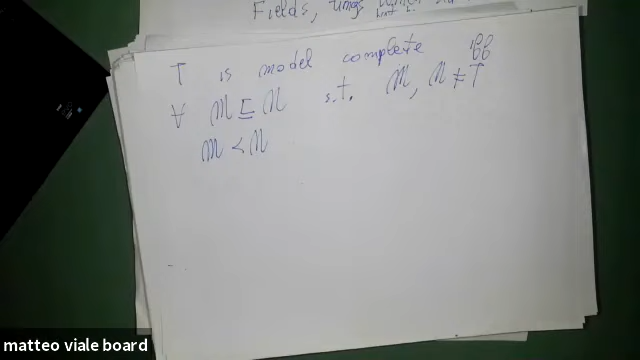 Fields, rings
T is model complete iff
∀ M ⊑ N s.t. M, N ⊨ T
M ≺ N
matteo viale board